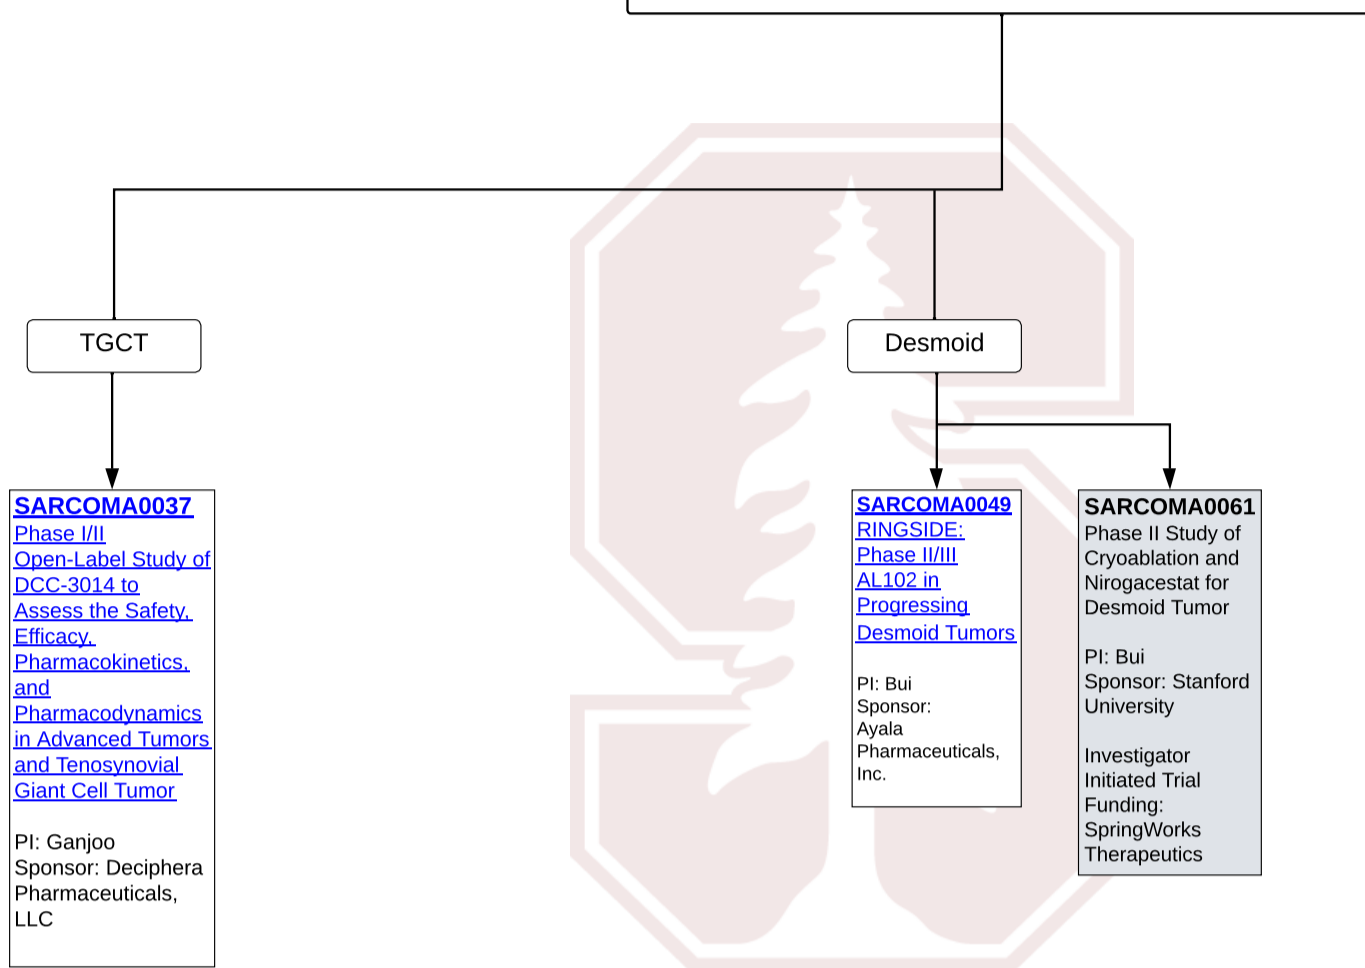 TGCT
Desmoid
SARCOMA0037
Phase I/II
Open-Label Study of
DCC-3014 to
Assess the Safety,
Efficacy,
Pharmacokinetics,
and
Pharmacodynamics
in Advanced Tumors
and Tenosynovial
Giant Cell Tumor
PI: Ganjoo
Sponsor: Deciphera
Pharmaceuticals,
LLC
SARCOMA0049
RINGSIDE:
Phase II/III
AL102 in
Progressing
Desmoid Tumors
PI: Bui
Sponsor:
Ayala
Pharmaceuticals,
Inc.
SARCOMA0061
Phase II Study of
Cryoablation and
Nirogacestat for
Desmoid Tumor
PI: Bui
Sponsor: Stanford
University
Investigator
Initiated Trial
Funding:
SpringWorks
Therapeutics